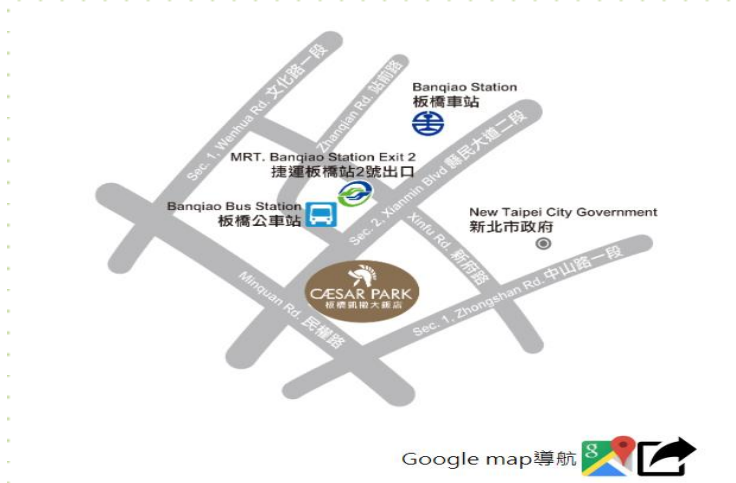 Sec. 1, Wenhua Rd. 文化路一段
Zhanqian Rd. 站前路
Banqiao Station
板橋車站
MRT. Banqiao Station Exit 2
捷運板橋站2號出口
Sec. 2, Xianmin Blvd 縣民大道二段
Banqiao Bus Station
板橋公車站
New Taipei City Government
新北市政府
Xinfu Rd. 新府路
CÆSAR PARK
板橋凱撒大飯店
Minquan Rd. 民權路
Sec. 1, Zhongshan Rd. 中山路一段
Google map導航
8